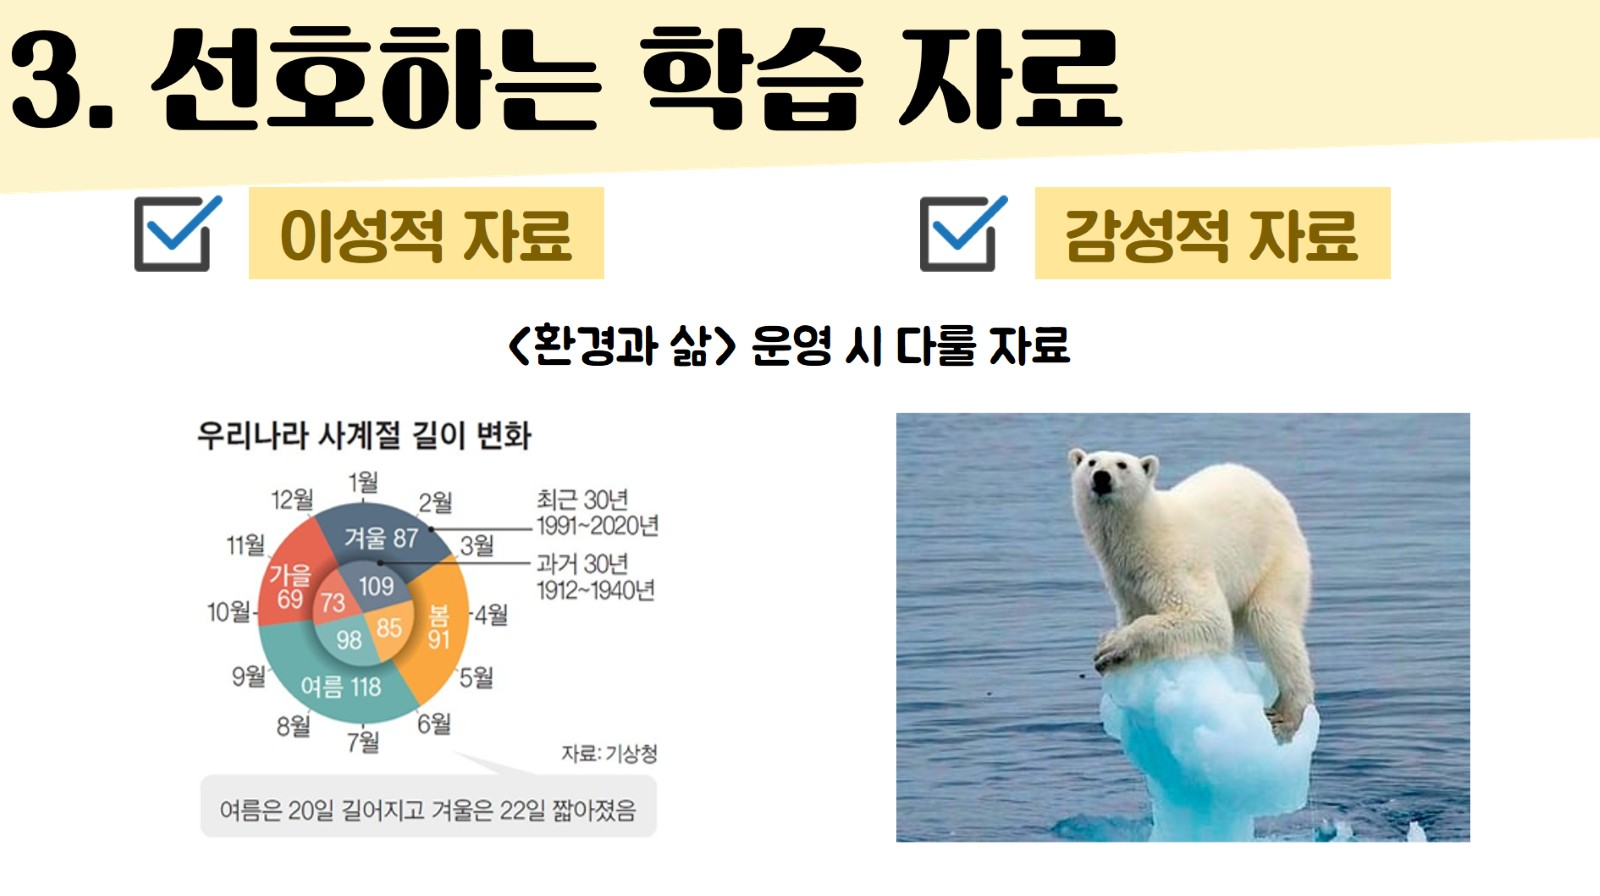 3. 선호하는 학습 자료
이성적 자료
감성적 자료
<환경과 삶> 운영 시 다룰 자료
우리나라 사계절 길이 변화
1월
2월
3월
4월
5월
6월
7월
8월
9월
10월
11월
12월
겨울 87
봄
91
여름 118
가을
69
109
85
98
73
최근 30년
1991~2020년
과거 30년
1912~1940년
자료: 기상청
여름은 20일 길어지고 겨울은 22일 짧아졌음